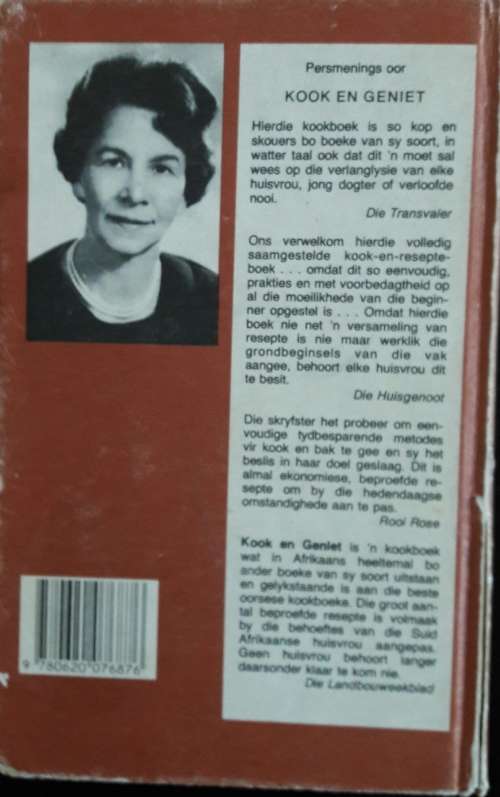 Persmenings oor
KOOK EN GENIET
Hierdie kookboek is so kop en
skouers bo boeke van sy soort, in
watter taal ook dat dit 'n moet sal
wees op die verlanglysie van elke
huisvrou, jong dogter of verloofde
nooi.
Die Transvaler
Ons verwelkom hierdie volledig
saamgestelde kook-en-resepte-
boek . . . omdat dit so eenvoudig,
prakties en met voorbedagtheid op
al die moeilikhede van die begin-
ner opgestel is . . . Omdat hierdie
boek nie net 'n versameling van
resepte is nie maar werklik die
grondbeginsels van die vak
aangee, behoort elke huisvrou dit
te besit.
Die Huisgenoot
Die skryfster het probeer om een-
voudige tydbesparende metodes
vir kook en bak te gee en sy het
beslis in haar doel geslaag. Dit is
almal ekonomiese, beproefde re-
septe om by die hedendaagse
omstandighede aan te pas.
Rooi Rose
Kook en Geniet is 'n kookboek
wat in Afrikaans heeltemal bo
ander boeke van sy soort uitstaan
en gelykstaande is aan die beste
oorsese kookboeke. Die groot aan-
tal beproefde resepte is volmaak
by die behoeftes van die Suid
Afrikaanse huisvrou aangepas.
Geen huisvrou behoort langer
daarsonder klaar te kom nie.
Die Landbouweekblad
9 780620 076876